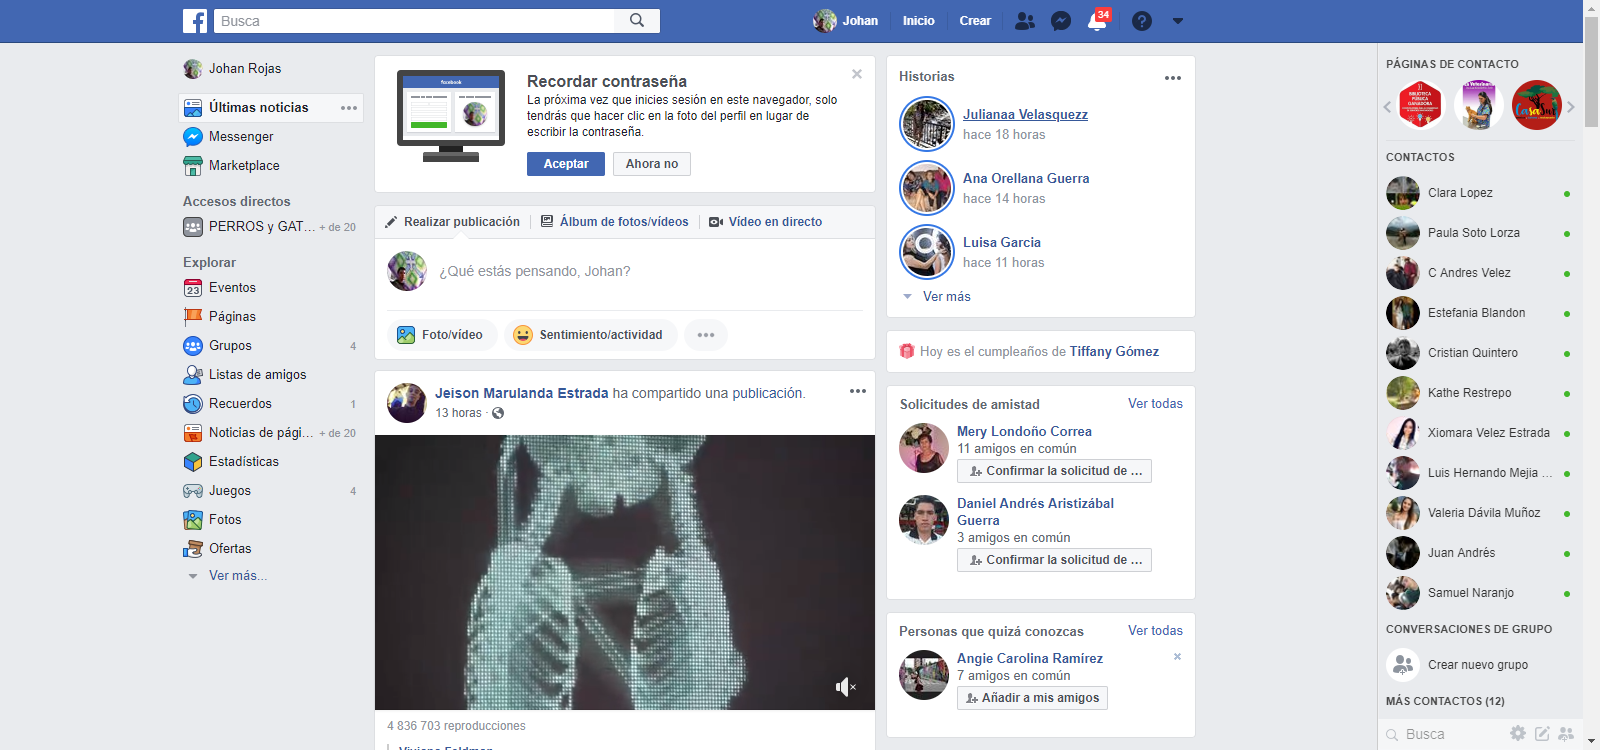 Busca
Johan
Inicio
Crear
34
Johan Rojas
Últimas noticias
Messenger
Marketplace
Accesos directos
PERROS y GAT... + de 20
Explorar
23
Eventos
Páginas
Grupos 4
Listas de amigos
Recuerdos 1
Noticias de pági... + de 20
Estadísticas
Juegos 4
Fotos
Ofertas
Ver más...
facebook
Recordar contraseña
La próxima vez que inicies sesión en este navegador, solo
tendrás que hacer clic en la foto del perfil en lugar de
escribir la contraseña.
Aceptar
Ahora no
Realizar publicación
Álbum de fotos/vídeos
Vídeo en directo
¿Qué estás pensando, Johan?
Foto/vídeo
Sentimiento/actividad
Jeison Marulanda Estrada ha compartido una publicación.
13 horas ·
4 836 703 reproducciones
Viviana Feldman
Historias
Julianaa Velasquezz
hace 18 horas
Ana Orellana Guerra
hace 14 horas
Luisa Garcia
hace 11 horas
Ver más
Hoy es el cumpleaños de Tiffany Gómez
Solicitudes de amistad
Ver todas
Mery Londoño Correa
11 amigos en común
Confirmar la solicitud de ...
Daniel Andrés Aristizábal
Guerra
3 amigos en común
Confirmar la solicitud de ...
Personas que quizá conozcas
Ver todas
Angie Carolina Ramírez
7 amigos en común
Añadir a mis amigos
PÁGINAS DE CONTACTO
BIBLIOTECA
PÚBLICA
GANADORA
CONTACTOS
Clara Lopez
Paula Soto Lorza
C Andres Velez
Estefania Blandon
Cristian Quintero
Kathe Restrepo
Xiomara Velez Estrada
Luis Hernando Mejia ...
Valeria Dávila Muñoz
Juan Andrés
Samuel Naranjo
CONVERSACIONES DE GRUPO
Crear nuevo grupo
MÁS CONTACTOS (12)
Busca